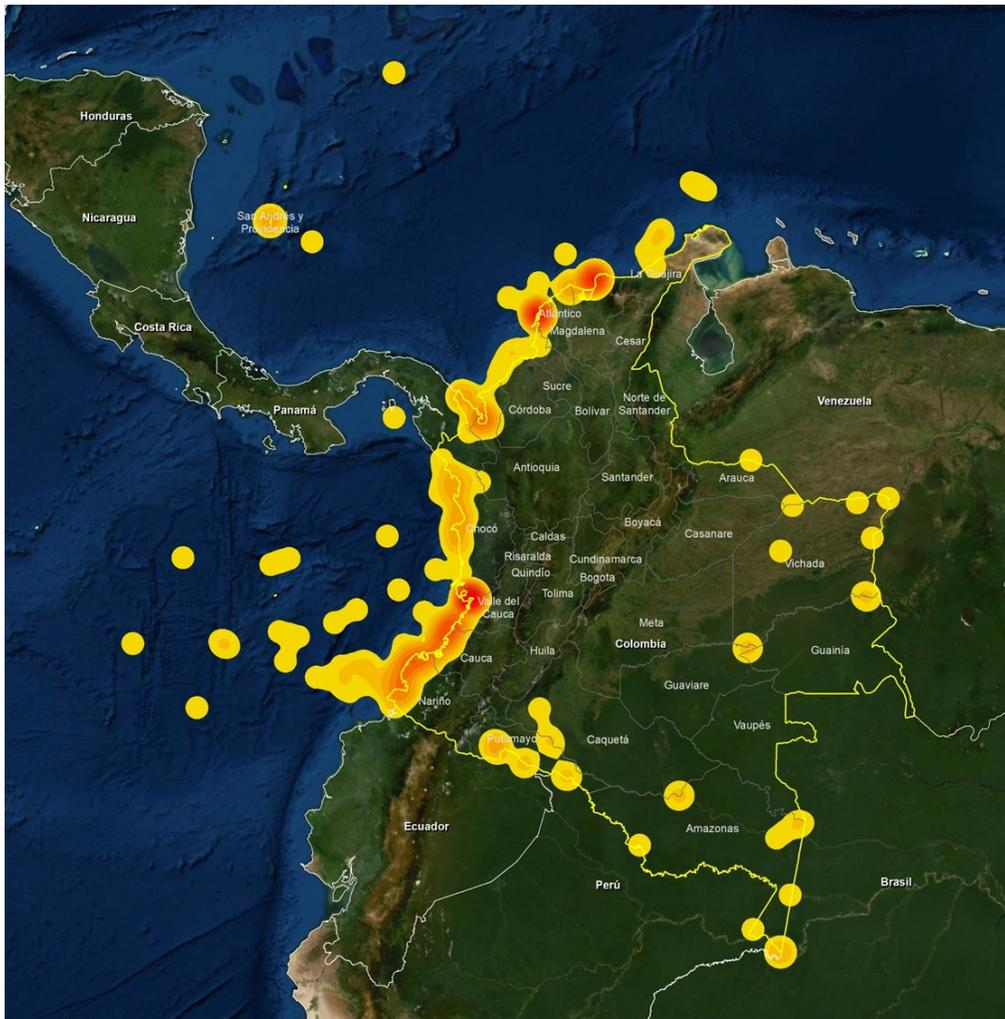 Honduras
Nicaragua
San Andrés y
Providencia
La Guajira
Atlántico
Magdalena
Costa Rica
Cesar
Sucre
Norte de
Santander
Venezuela
Panamá
Córdoba
Bolívar
Antioquia
Santander
Arauca
Boyacá
Chocó
Caldas
Casanare
Risaralda
Cundinamarca
Vichada
Quindío
Bogota
Tolima
Valle del
Cauca
Meta
Colombia
Huila
Guainía
Cauca
Guaviare
Nariño
Vaupés
Putumayo
Caquetá
Ecuador
Amazonas
Perú
Brasil